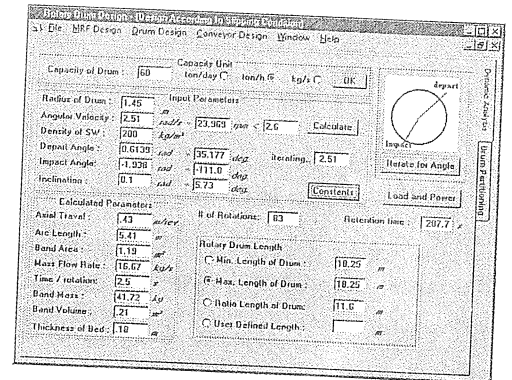 Rotary Drum Design - [Design According to Slipping Condition]
File MRF Design Drum Design Conveyor Design Window Help
Capacity Unit
Capacity of Drum : 60 ton/day ton/h kg/s OK
Input Parameters
Radius of Drum : 1.45 m
Angular Velocity : 2.51 rad/s = 23.969 rpm < 2.6 Calculate
Density of SW : 200 kg/m³
Depart Angle : 0.6139 rad = 35.177 deg iterating. 2.51
Impact Angle: -1.938 rad = -111.0 deg
Inclination : 0.1 rad = 5.73 deg
Constants
depart
Impact
Iterate for Angle
Load and Power
Dynamic Analysis
Drum Partitioning
Calculated Parameters
Axial Travel : .43 m/rev
Arc Length : 5.41 m
Band Area : 1.19 m²
Mass Flow Rate : 16.67 kg/s
Time / rotation: 2.5 s
Band Mass : 41.72 kg
Band Volume : .21 m³
Thickness of Bed : .18 m
# of Rotations: 83 Retention time : 207.7 s
Rotary Drum Length
Min. Length of Drum : 18.25 m
Max. Length of Drum : 18.25 m
Ratio Length of Drum: 11.6 m
User Defined Length : m